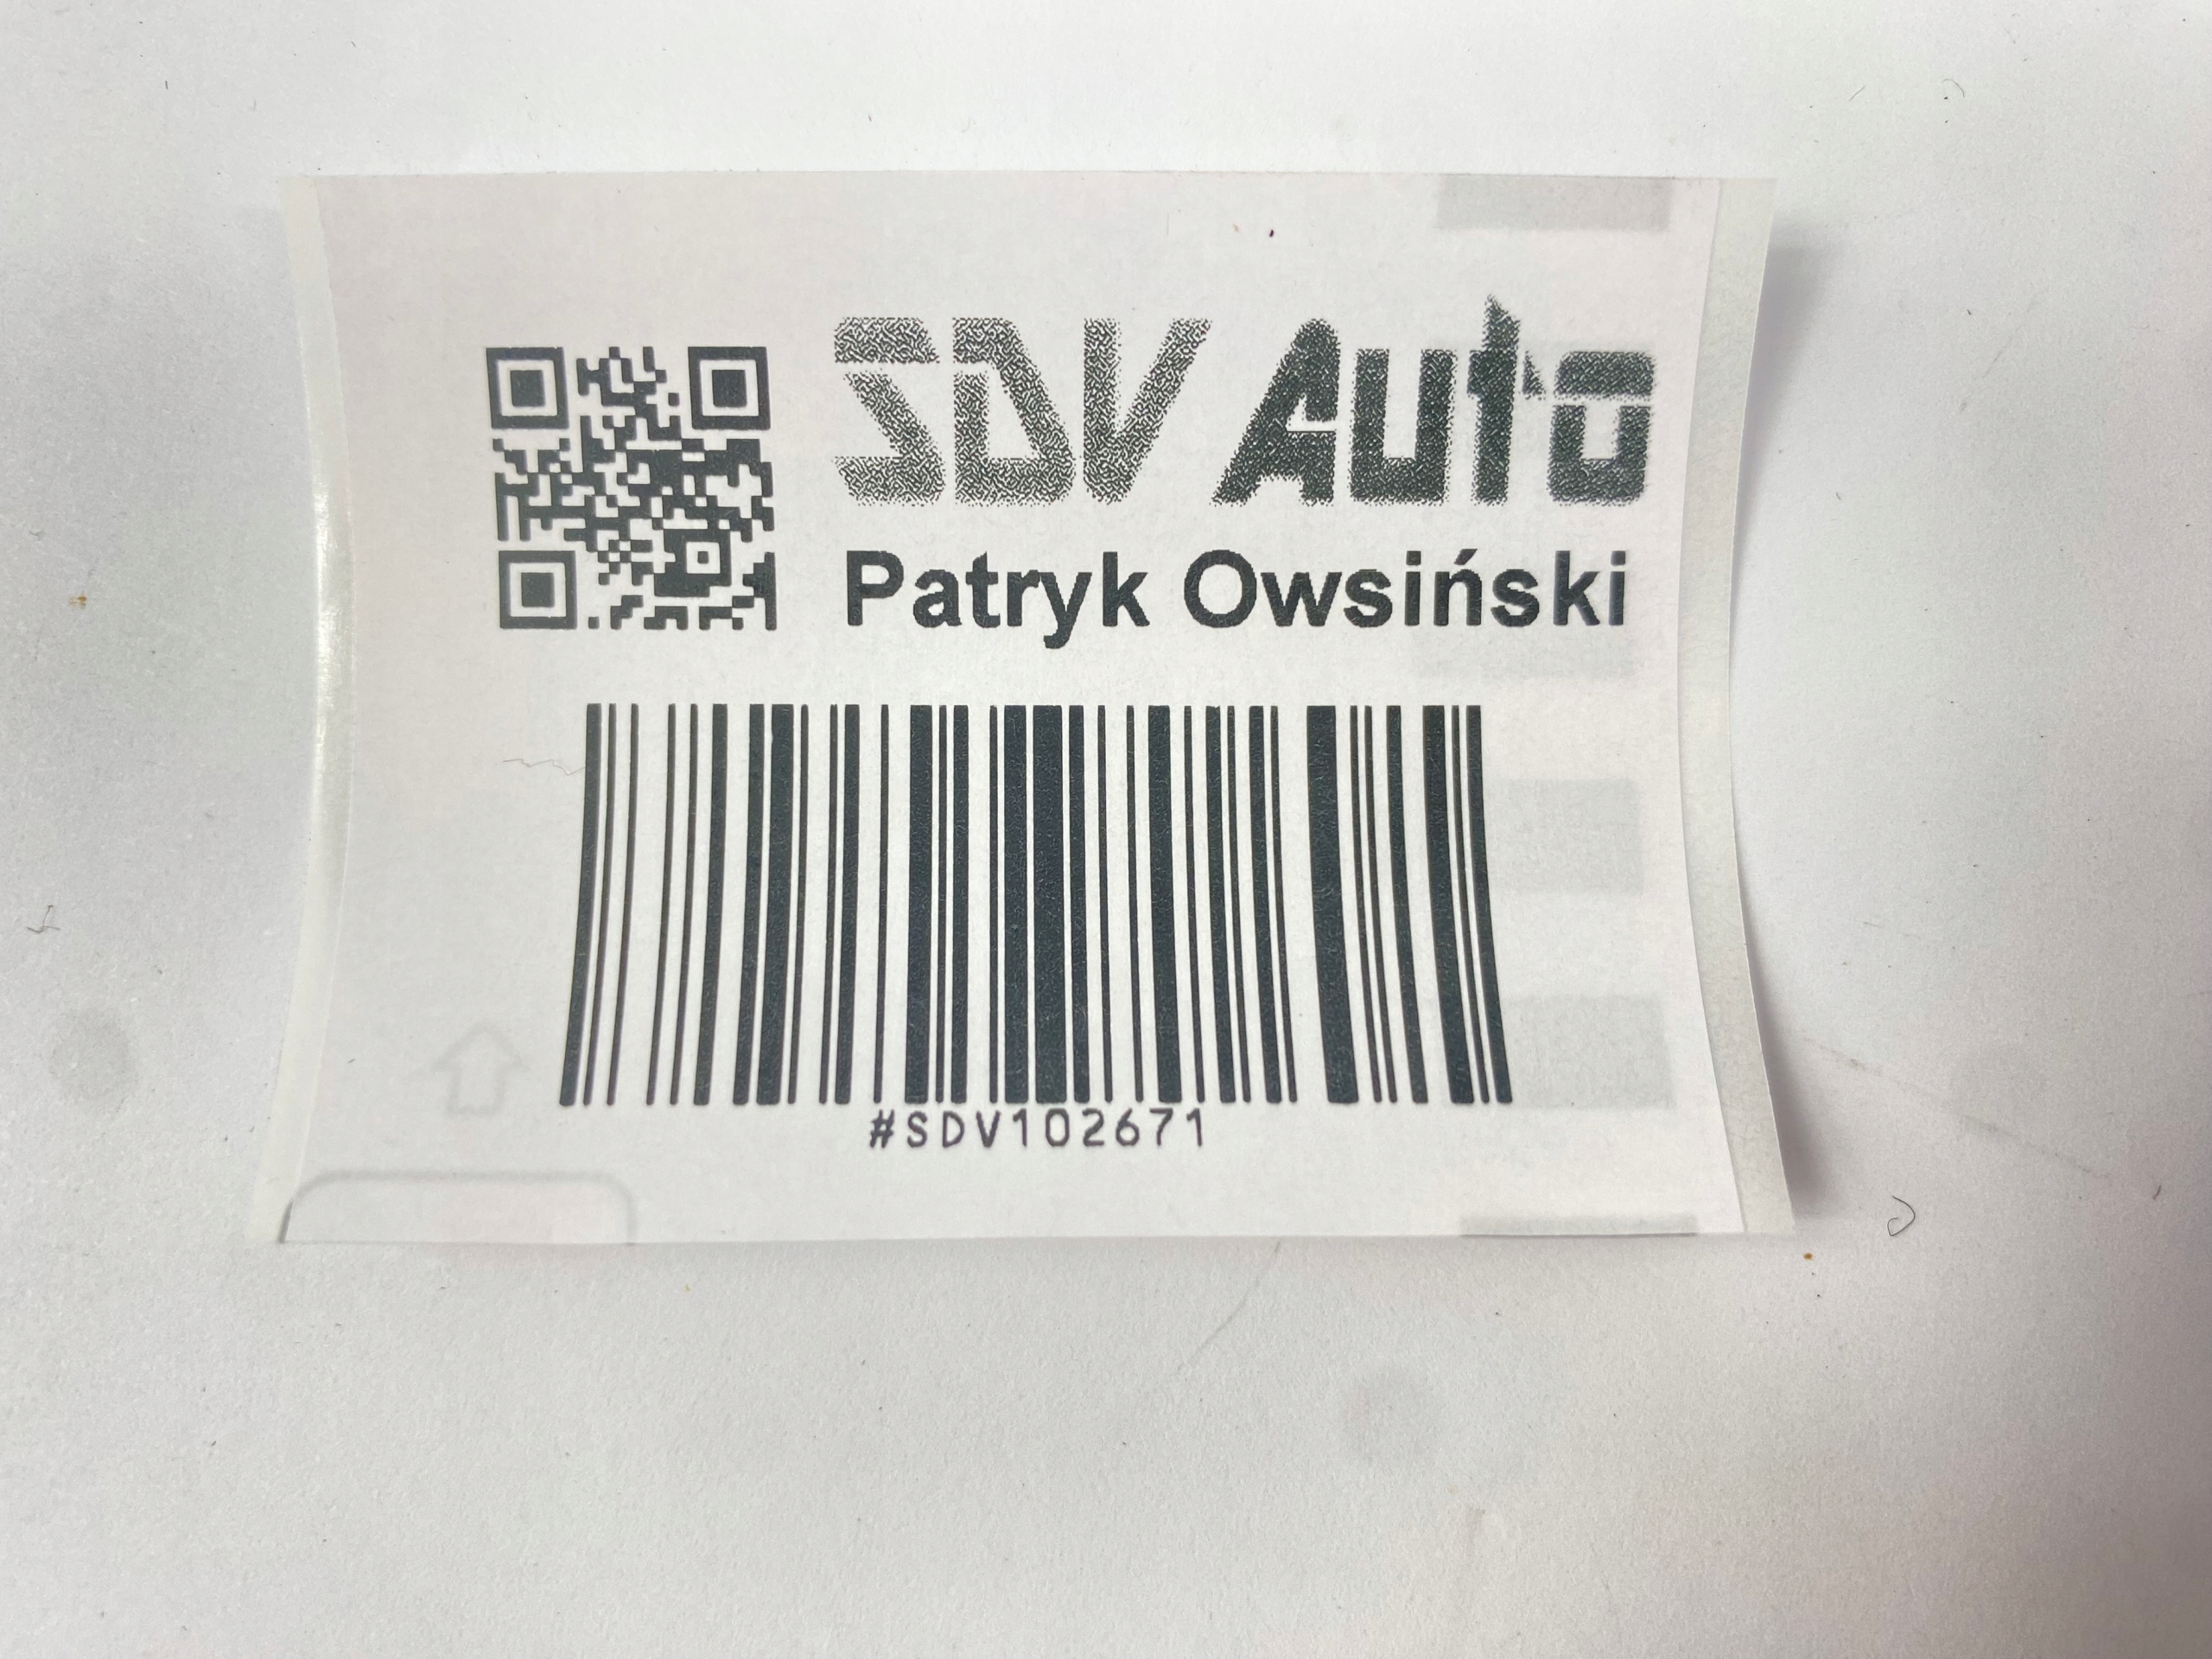 SDV Auto
Patryk Owsiński
#SDV102671